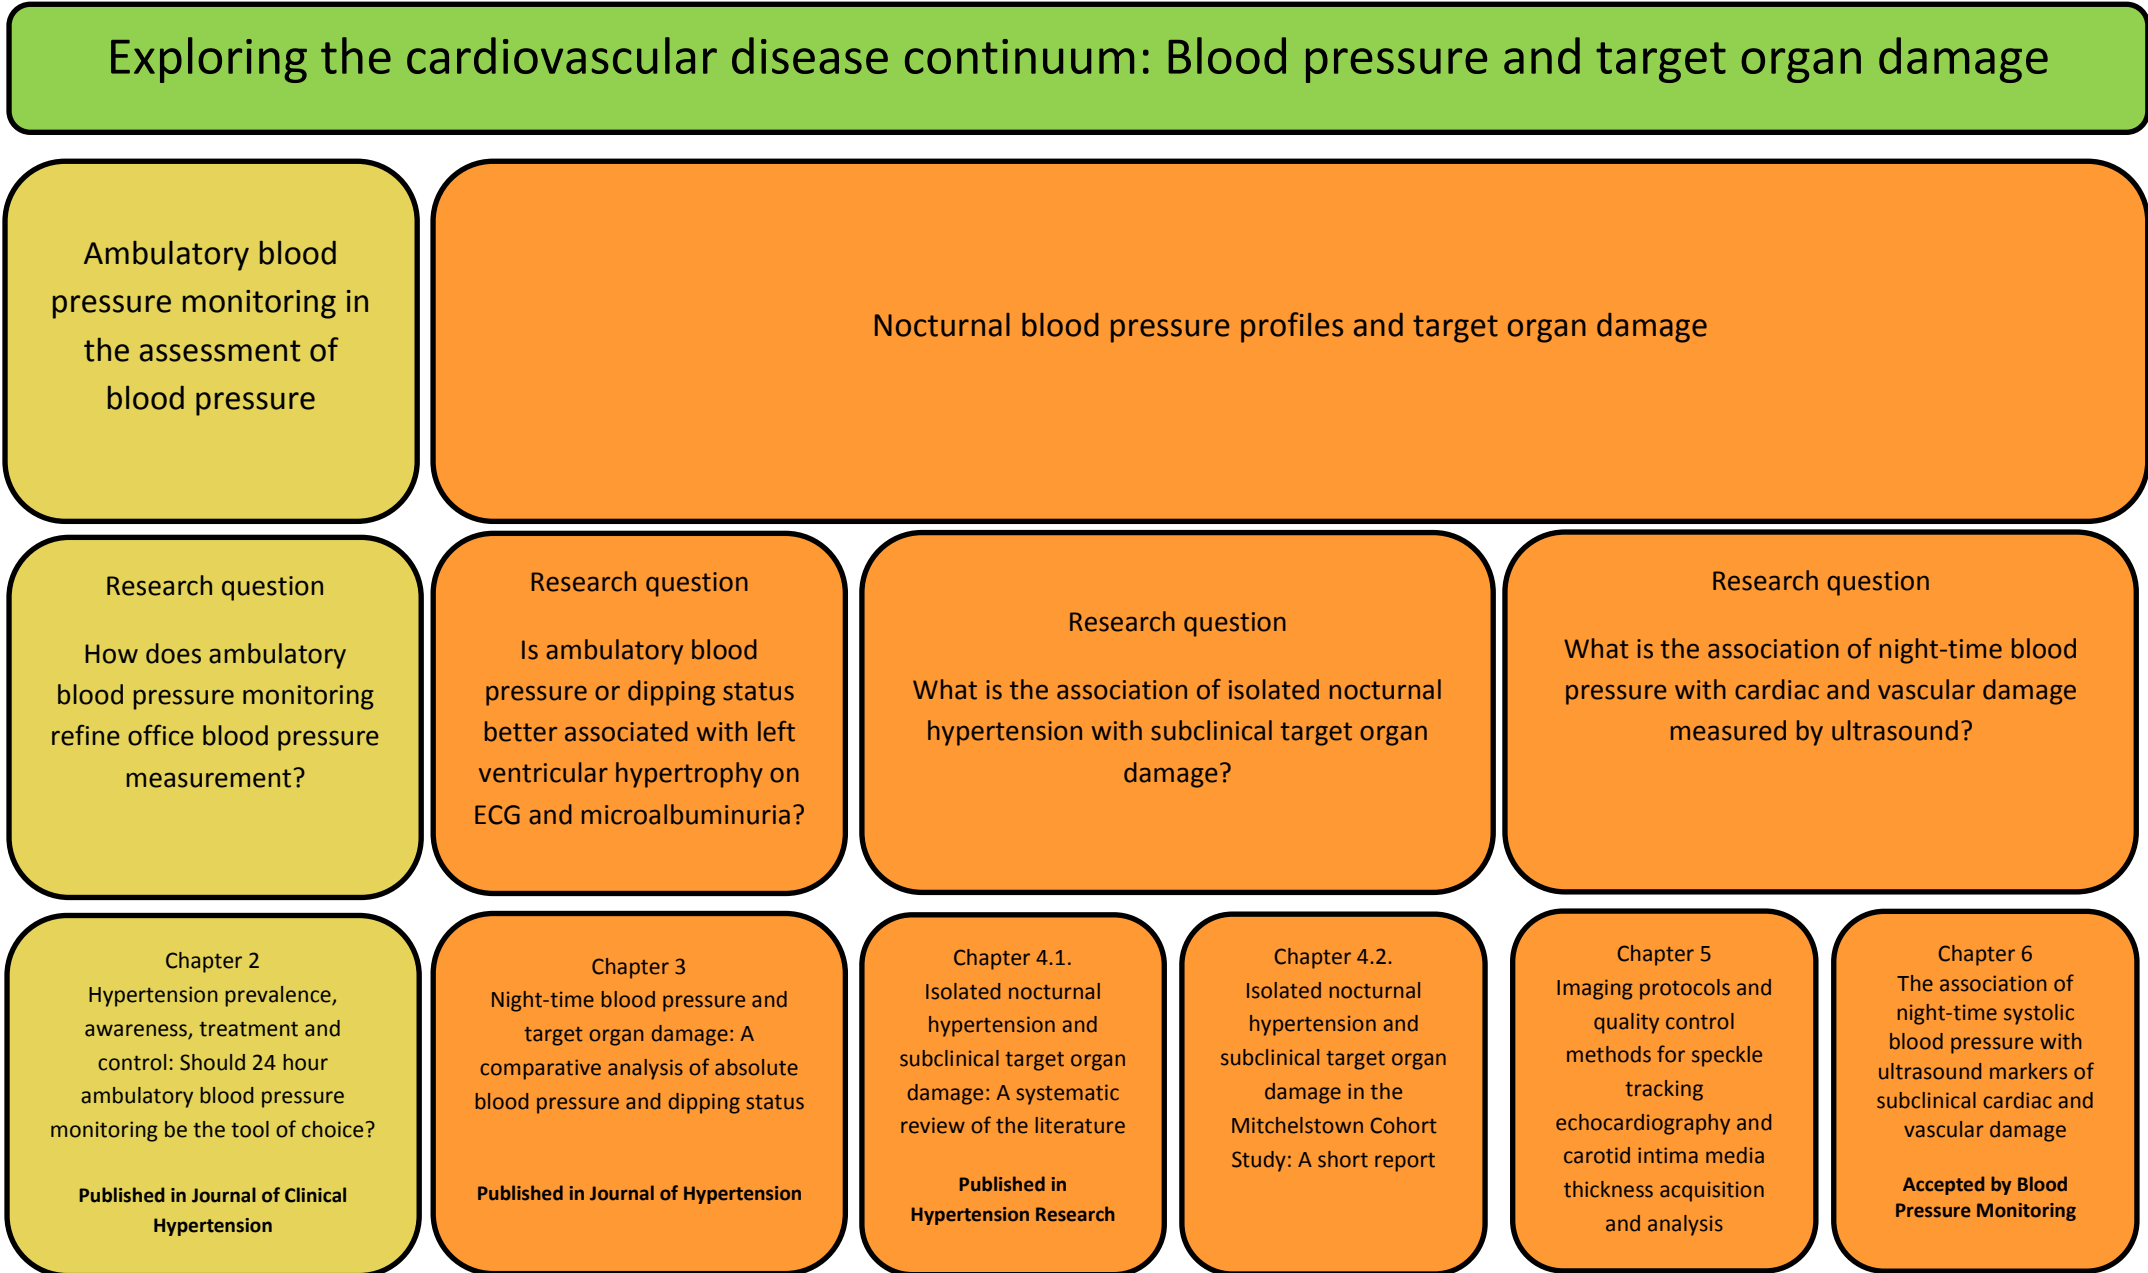 Exploring the cardiovascular disease continuum: Blood pressure and target organ damage
Ambulatory blood
pressure monitoring in
the assessment of
blood pressure
Nocturnal blood pressure profiles and target organ damage
Research question
How does ambulatory
blood pressure monitoring
refine office blood pressure
measurement?
Research question
Is ambulatory blood
pressure or dipping status
better associated with left
ventricular hypertrophy on
ECG and microalbuminuria?
Research question
What is the association of isolated nocturnal
hypertension with subclinical target organ
damage?
Research question
What is the association of night-time blood
pressure with cardiac and vascular damage
measured by ultrasound?
Chapter 2
Hypertension prevalence,
awareness, treatment and
control: Should 24 hour
ambulatory blood pressure
monitoring be the tool of choice?
Published in Journal of Clinical
Hypertension
Chapter 3
Night-time blood pressure and
target organ damage: A
comparative analysis of absolute
blood pressure and dipping status
Published in Journal of Hypertension
Chapter 4.1.
Isolated nocturnal
hypertension and
subclinical target organ
damage: A systematic
review of the literature
Published in
Hypertension Research
Chapter 4.2.
Isolated nocturnal
hypertension and
subclinical target organ
damage in the
Mitchelstown Cohort
Study: A short report
Chapter 5
Imaging protocols and
quality control
methods for speckle
tracking
echocardiography and
carotid intima media
thickness acquisition
and analysis
Chapter 6
The association of
night-time systolic
blood pressure with
ultrasound markers of
subclinical cardiac and
vascular damage
Accepted by Blood
Pressure Monitoring